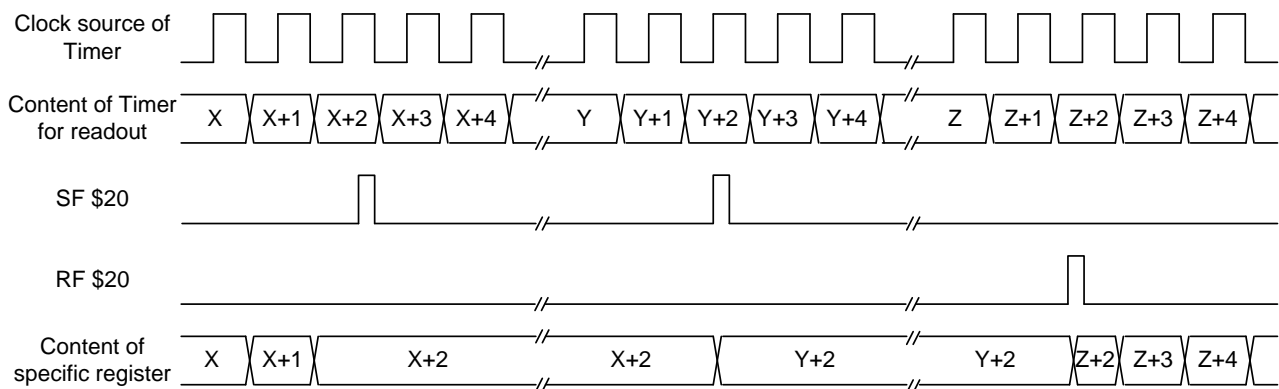 Clock source of
Timer
Content of Timer
for readout
X X+1 X+2 X+3 X+4 Y Y+1 Y+2 Y+3 Y+4 Z Z+1 Z+2 Z+3 Z+4
SF $20
RF $20
Content of
specific register
X X+1 X+2 X+2 Y+2 Y+2 Z+2 Z+3 Z+4